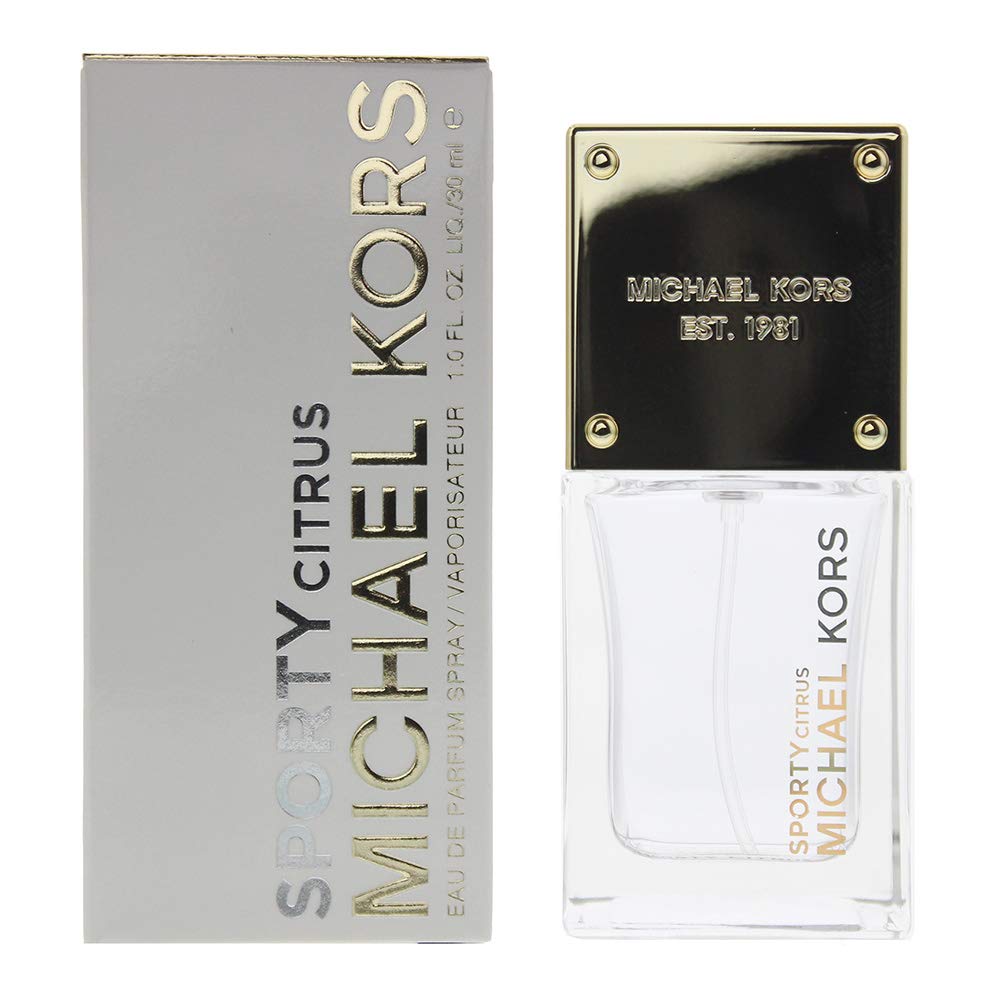 SPORTY CITRUS
MICHAEL KORS
EAU DE PARFUM SPRAY/VAPORISATEUR 1.0 FL. OZ. LIQ./30 ml ℮
MICHAEL KORS
EST. 1981
SPORTY CITRUS
MICHAEL KORS